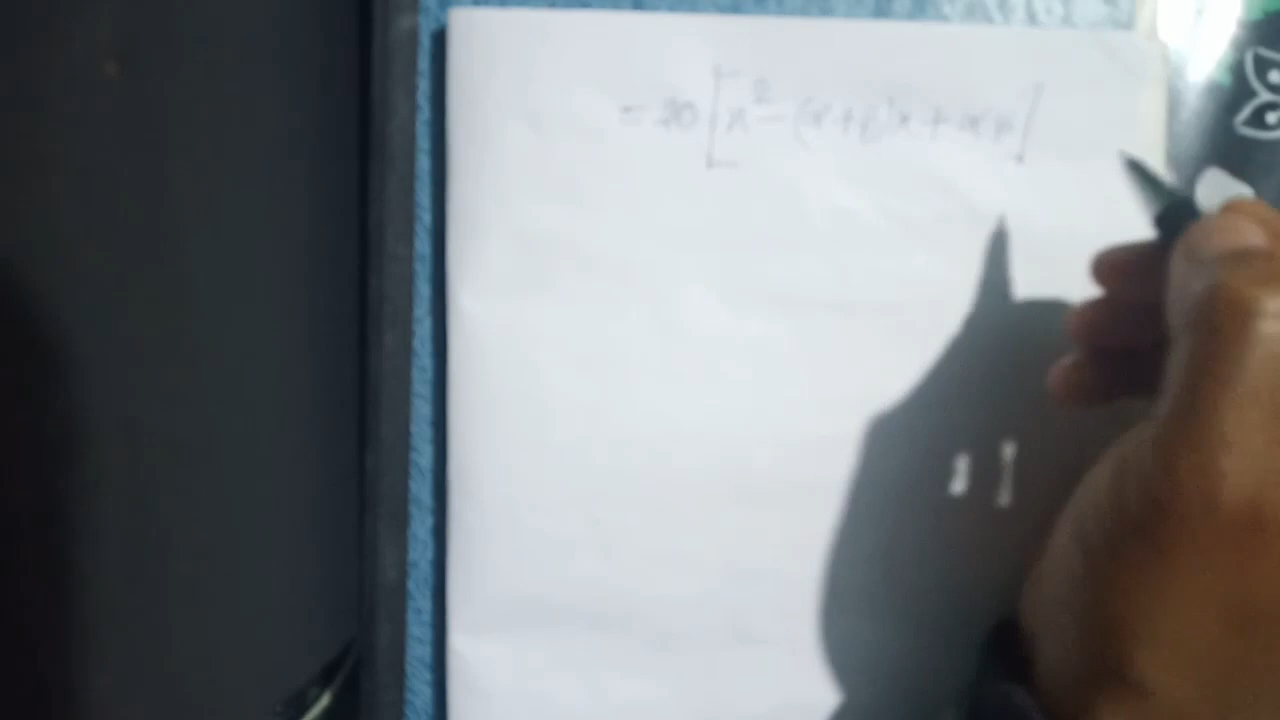 = 20 [x² - (α+β)x + αβ]